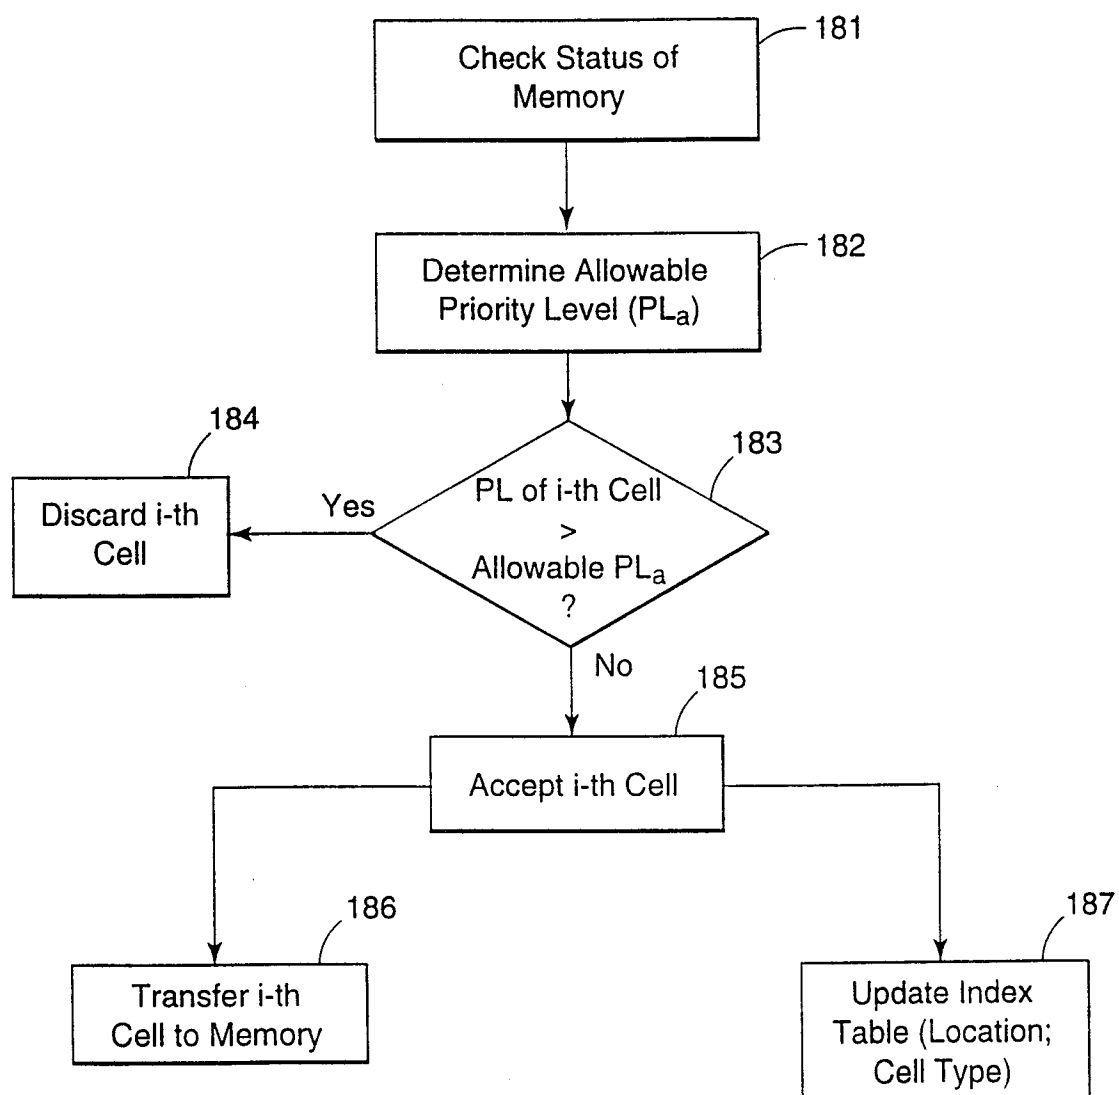 181
Check Status of
Memory
182
Determine Allowable
Priority Level (PLa)
184
183
Discard i-th
Cell
Yes
PL of i-th Cell
>
Allowable PLa
?
No
185
Accept i-th Cell
186
187
Transfer i-th
Cell to Memory
Update Index
Table (Location;
Cell Type)